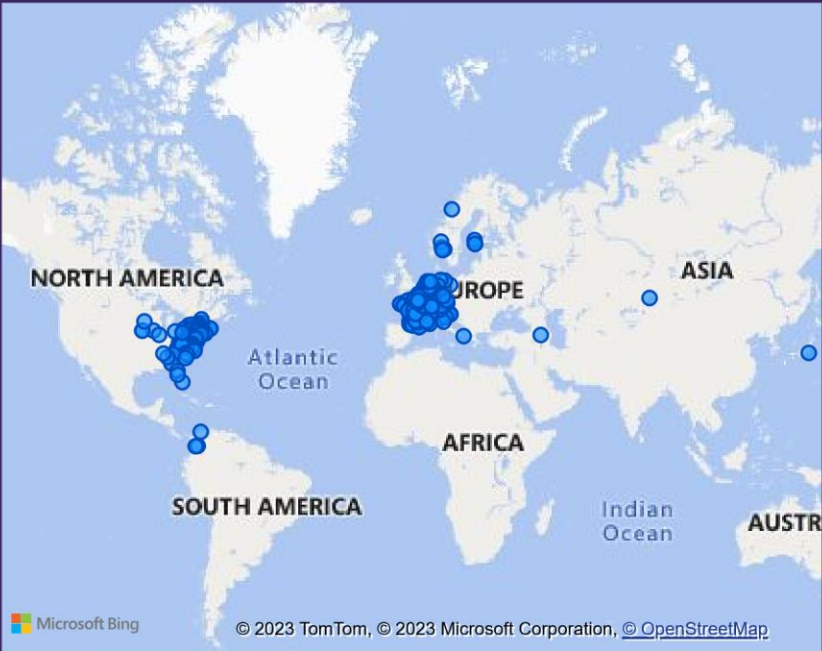 NORTH AMERICA
UROPE
ASIA
Atlantic
Ocean
AFRICA
SOUTH AMERICA
Indian
Ocean
AUSTR
Microsoft Bing
© 2023 TomTom, © 2023 Microsoft Corporation, © OpenStreetMap